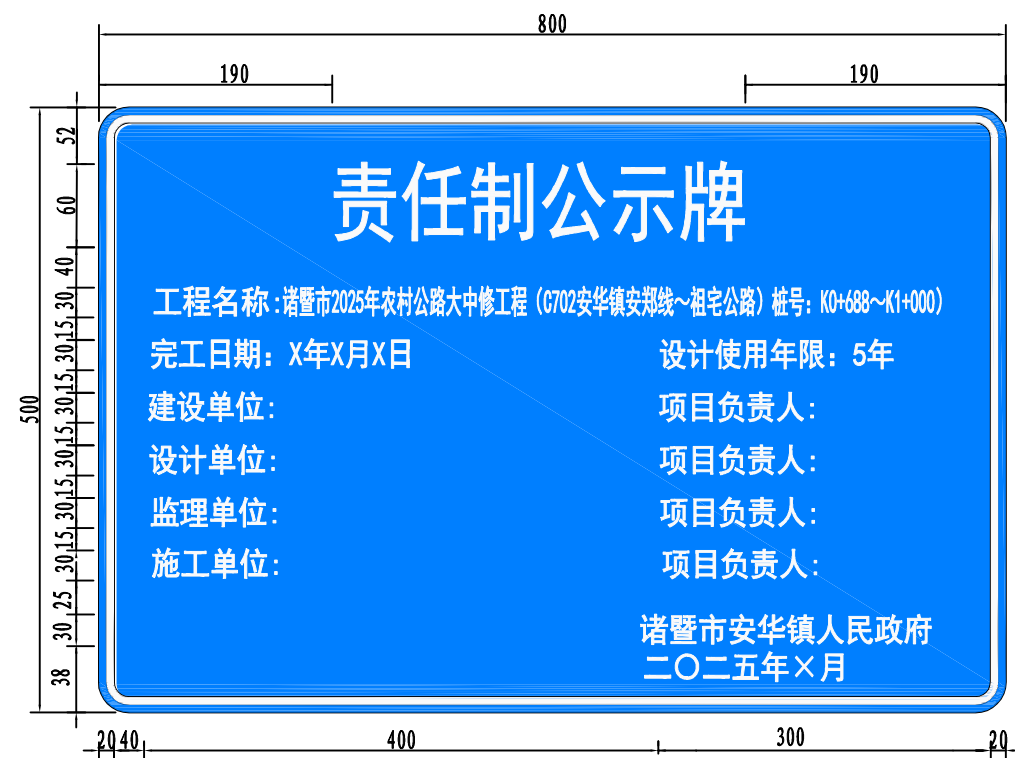 800
190 190
52
60
40
30
15
30
15
30
15
30
15
30
15
30
25
30
38
500
责任制公示牌
工程名称:诸暨市2025年农村公路大中修工程（C702安华镇安郑线～祖宅公路）桩号：K0+688～K1+000）
完工日期：X年X月X日 设计使用年限：5年
建设单位: 项目负责人:
设计单位: 项目负责人:
监理单位: 项目负责人:
施工单位: 项目负责人:
诸暨市安华镇人民政府
二〇二五年×月
20 40 400 300 20